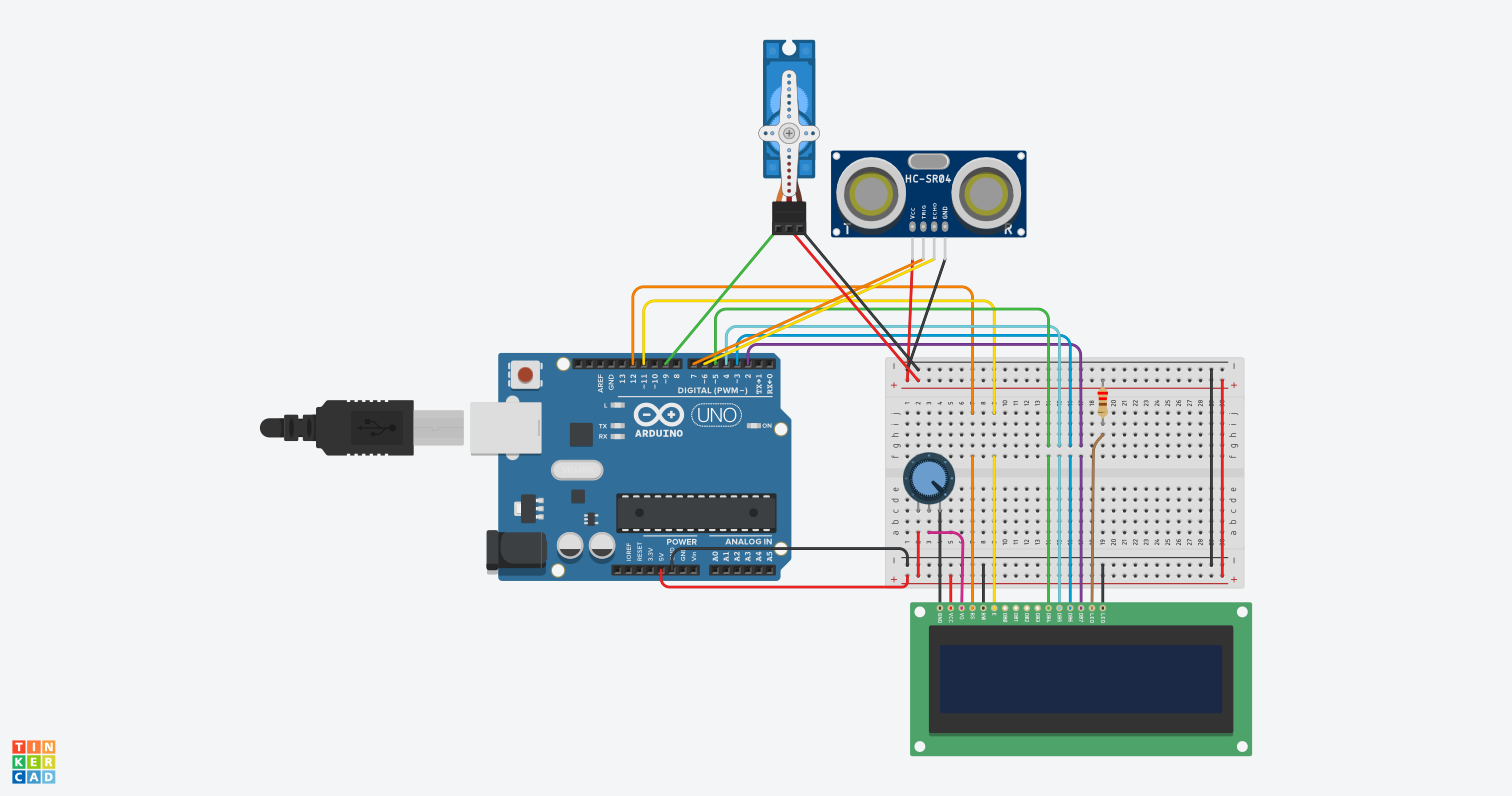 HC-SR04
VCC
TRIG
ECHO
GND
T
R
AREF
GND
13
12
~11
~10
~9
8
7
~6
~5
4
~3
2
TX→1
RX←0
DIGITAL (PWM~)
L
TX
RX
ARDUINO
UNO
ON
POWER
ANALOG IN
IOREF
RESET
3.3V
5V
GND
Vin
A0
A1
A2
A3
A4
A5
j
i
h
g
f
e
d
c
b
a
GND
VCC
V0
RS
RW
E
DB0
DB1
DB2
DB3
DB4
DB5
DB6
DB7
LED
LED
TIN
KER
CAD